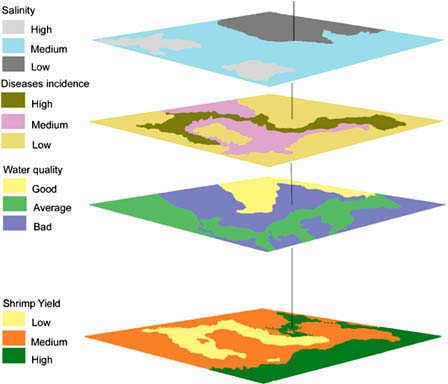 Salinity
High
Medium
Low
Diseases incidence
High
Medium
Low
Water quality
Good
Average
Bad
Shrimp Yield
Low
Medium
High